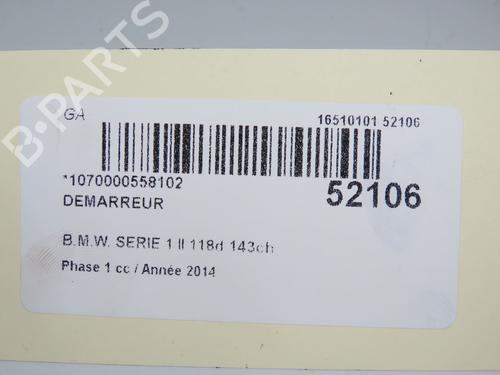 B-PARTS
GA 16510101 52106
*1070000558102 52106
DEMARREUR
B.M.W. SERIE 1 II 118d 143ch
Phase 1 cc / Année 2014